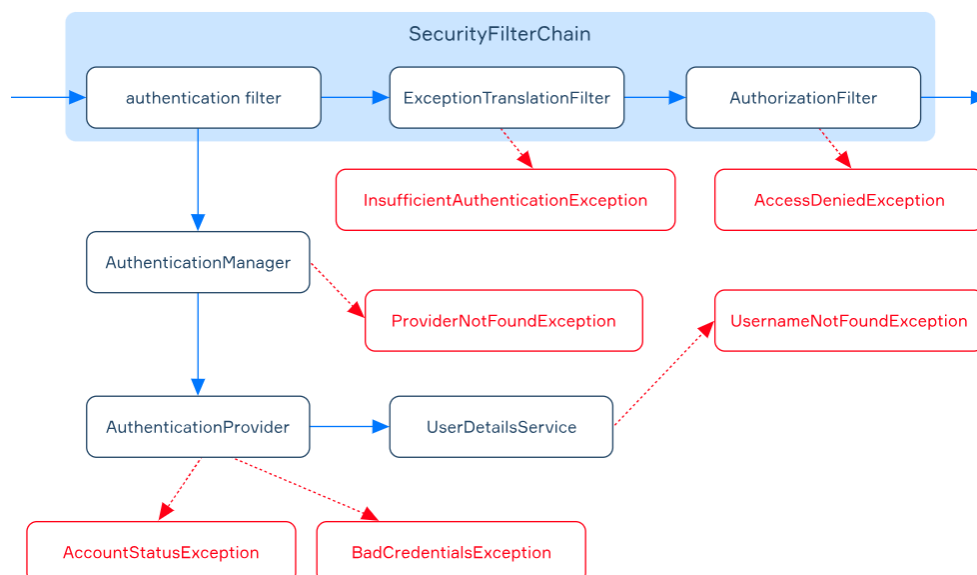 SecurityFilterChain
authentication filter
ExceptionTranslationFilter
AuthorizationFilter
InsufficientAuthenticationException
AccessDeniedException
AuthenticationManager
ProviderNotFoundException
UsernameNotFoundException
AuthenticationProvider
UserDetailsService
AccountStatusException
BadCredentialsException